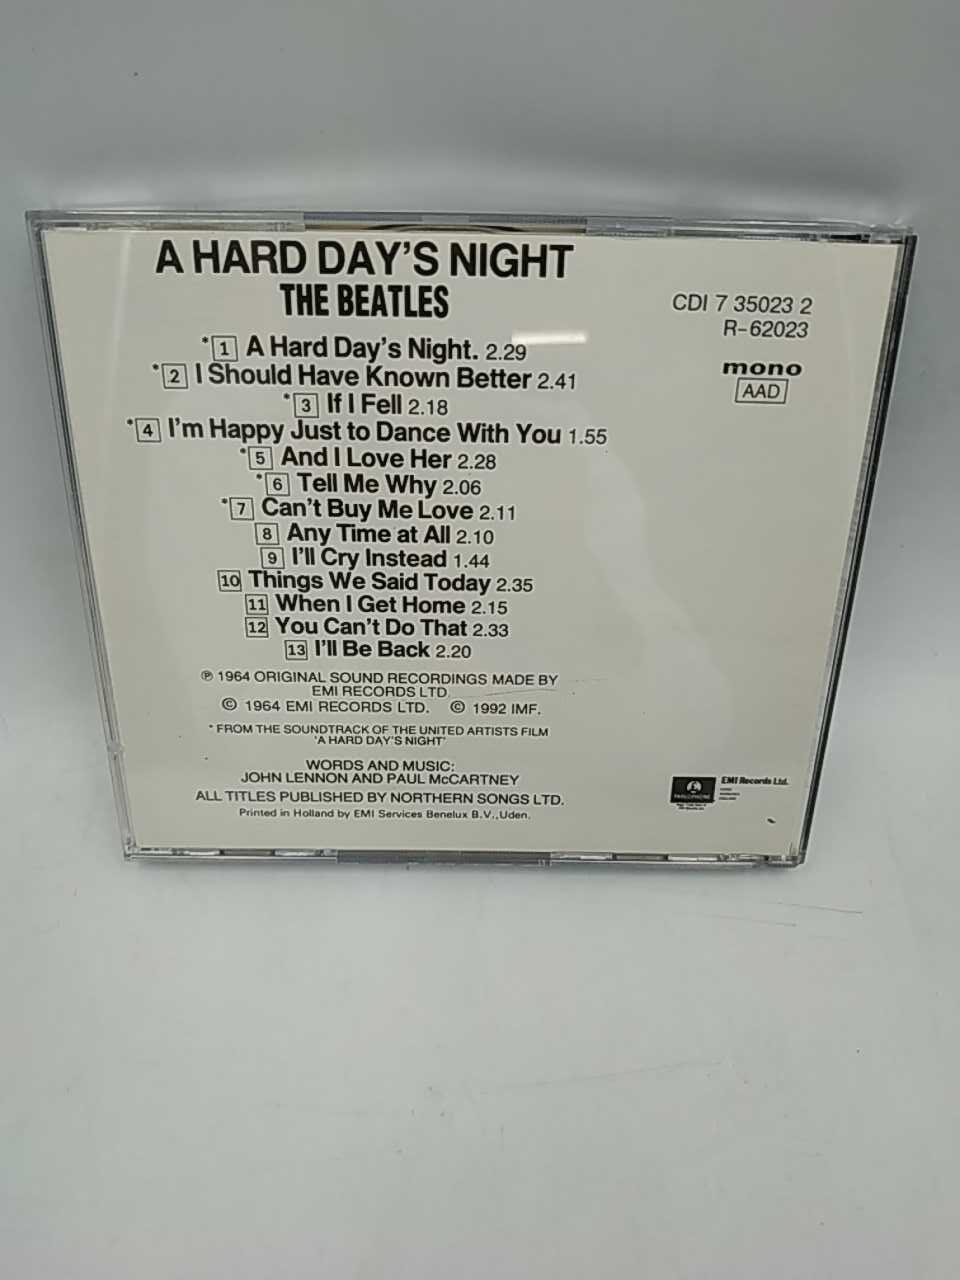 A HARD DAY'S NIGHT
THE BEATLES
*1 A Hard Day's Night. 2.29
*2 I Should Have Known Better 2.41
*3 If I Fell 2.18
*4 I'm Happy Just to Dance With You 1.55
*5 And I Love Her 2.28
*6 Tell Me Why 2.06
*7 Can't Buy Me Love 2.11
8 Any Time at All 2.10
9 I'll Cry Instead 1.44
10 Things We Said Today 2.35
11 When I Get Home 2.15
12 You Can't Do That 2.33
13 I'll Be Back 2.20
℗ 1964 ORIGINAL SOUND RECORDINGS MADE BY
EMI RECORDS LTD.
© 1964 EMI RECORDS LTD. © 1992 IMF.
* FROM THE SOUNDTRACK OF THE UNITED ARTISTS FILM
'A HARD DAY'S NIGHT'
WORDS AND MUSIC:
JOHN LENNON AND PAUL McCARTNEY
ALL TITLES PUBLISHED BY NORTHERN SONGS LTD.
Printed in Holland by EMI Services Benelux B.V.,Uden.
CDI 7 35023 2
R-62023
mono
AAD
PARLOPHONE
EMI Records Ltd.